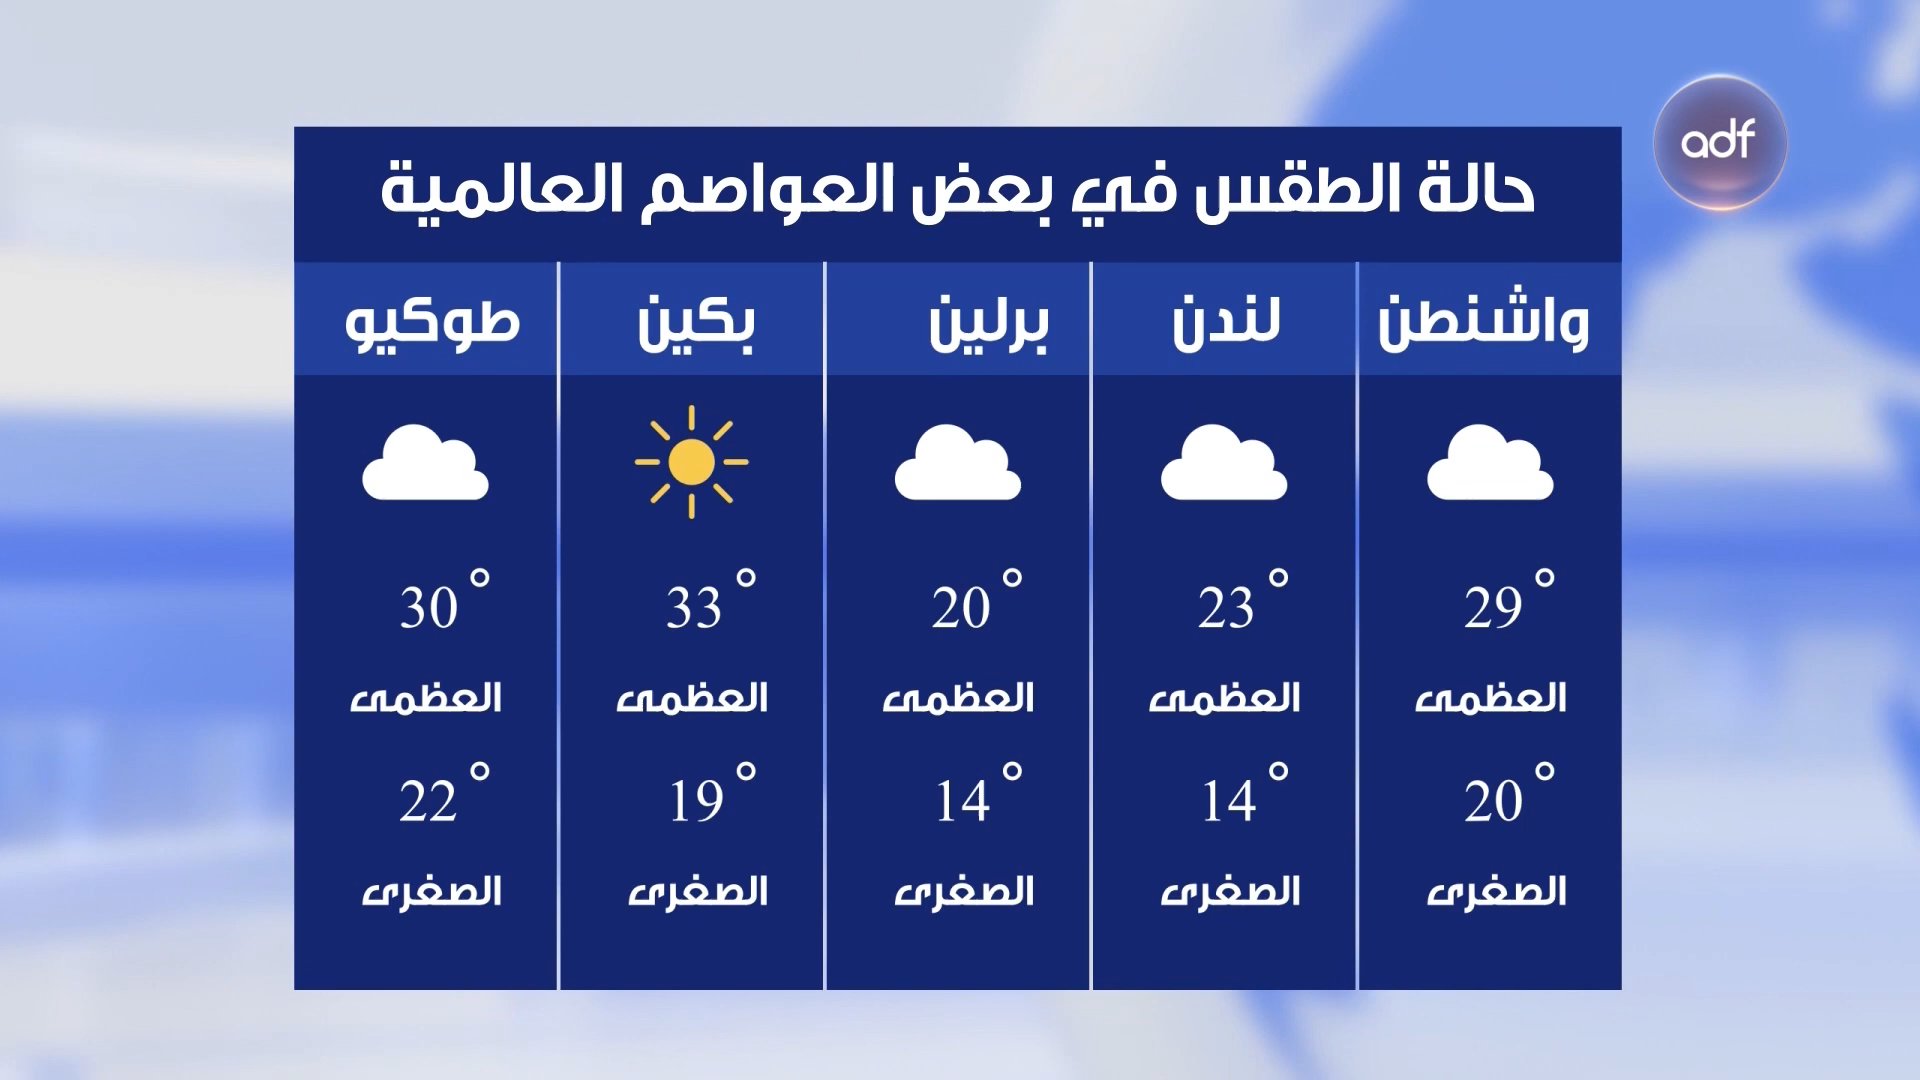 adf
حالة الطقس في بعض العواصم العالمية
واشنطن لندن برلين بكين طوكيو
29° 23° 20° 33° 30°
العظمى العظمى العظمى العظمى العظمى
20° 14° 14° 19° 22°
الصغرى الصغرى الصغرى الصغرى الصغرى